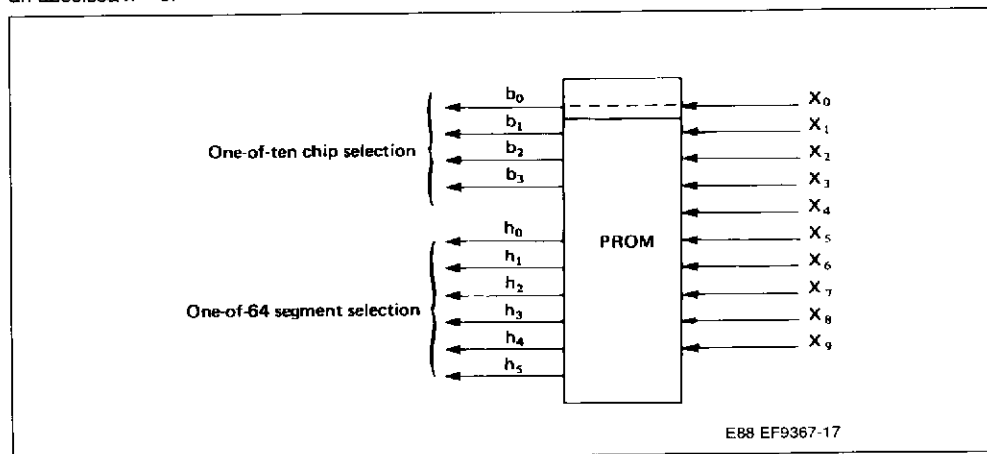 b₀
b₁
b₂
b₃
One-of-ten chip selection
h₀
h₁
h₂
h₃
h₄
h₅
One-of-64 segment selection
PROM
X₀
X₁
X₂
X₃
X₄
X₅
X₆
X₇
X₈
X₉
E88 EF9367-17